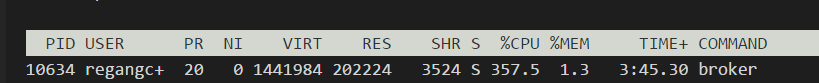 PID USER PR NI VIRT RES SHR S %CPU %MEM TIME+ COMMAND
10634 regangc+ 20 0 1441984 202224 3524 S 357.5 1.3 3:45.30 broker